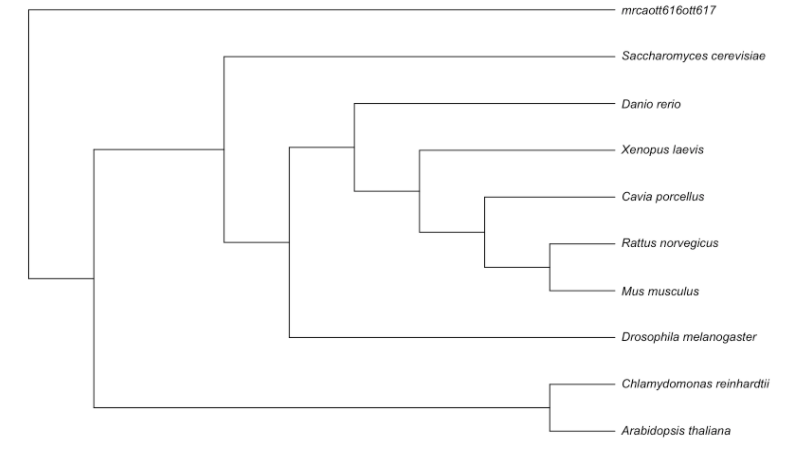 mrcaott616ott617
Saccharomyces cerevisiae
Danio rerio
Xenopus laevis
Cavia porcellus
Rattus norvegicus
Mus musculus
Drosophila melanogaster
Chlamydomonas reinhardtii
Arabidopsis thaliana